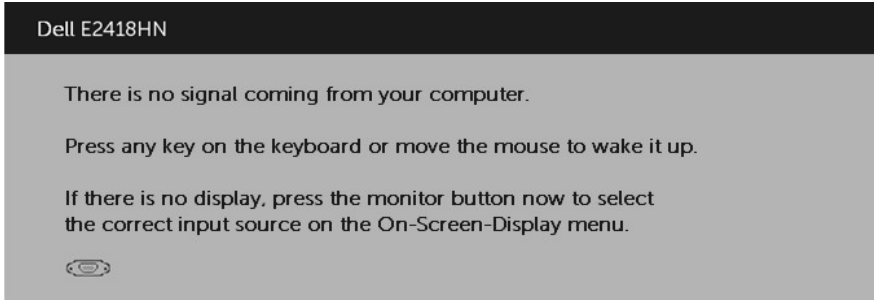 Dell E2418HN
There is no signal coming from your computer.
Press any key on the keyboard or move the mouse to wake it up.
If there is no display, press the monitor button now to select
the correct input source on the On-Screen-Display menu.